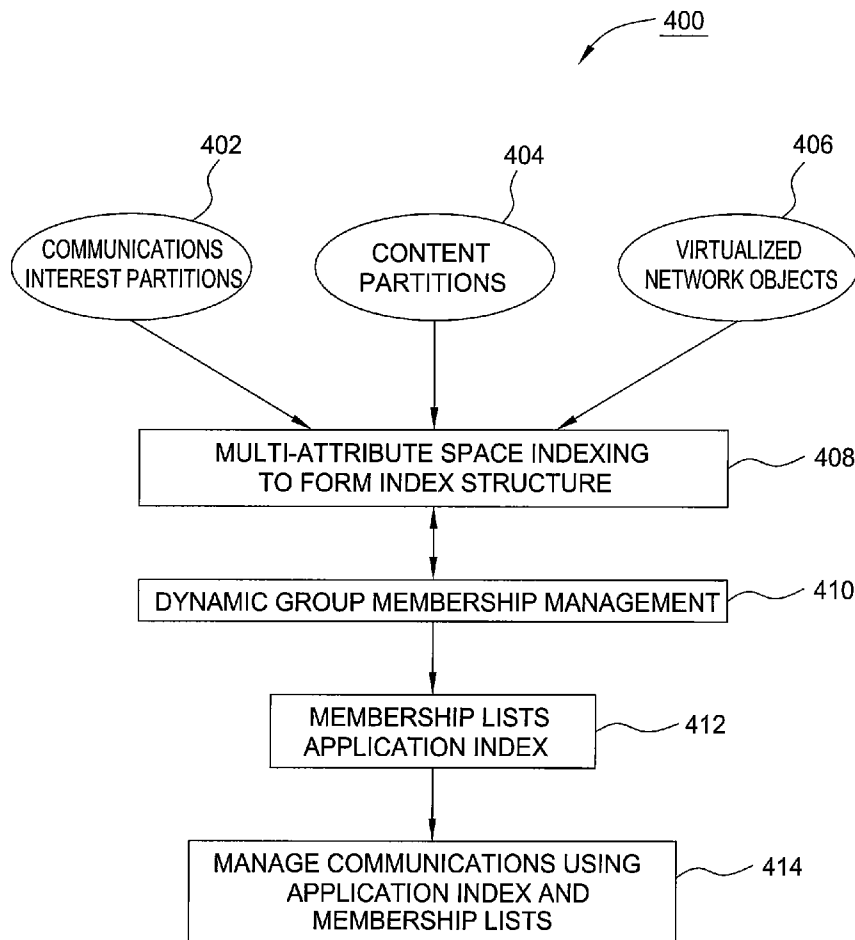 400
402
404
406
COMMUNICATIONS
INTEREST PARTITIONS
CONTENT
PARTITIONS
VIRTUALIZED
NETWORK OBJECTS
MULTI-ATTRIBUTE SPACE INDEXING
TO FORM INDEX STRUCTURE
408
DYNAMIC GROUP MEMBERSHIP MANAGEMENT
410
MEMBERSHIP LISTS
APPLICATION INDEX
412
MANAGE COMMUNICATIONS USING
APPLICATION INDEX AND
MEMBERSHIP LISTS
414